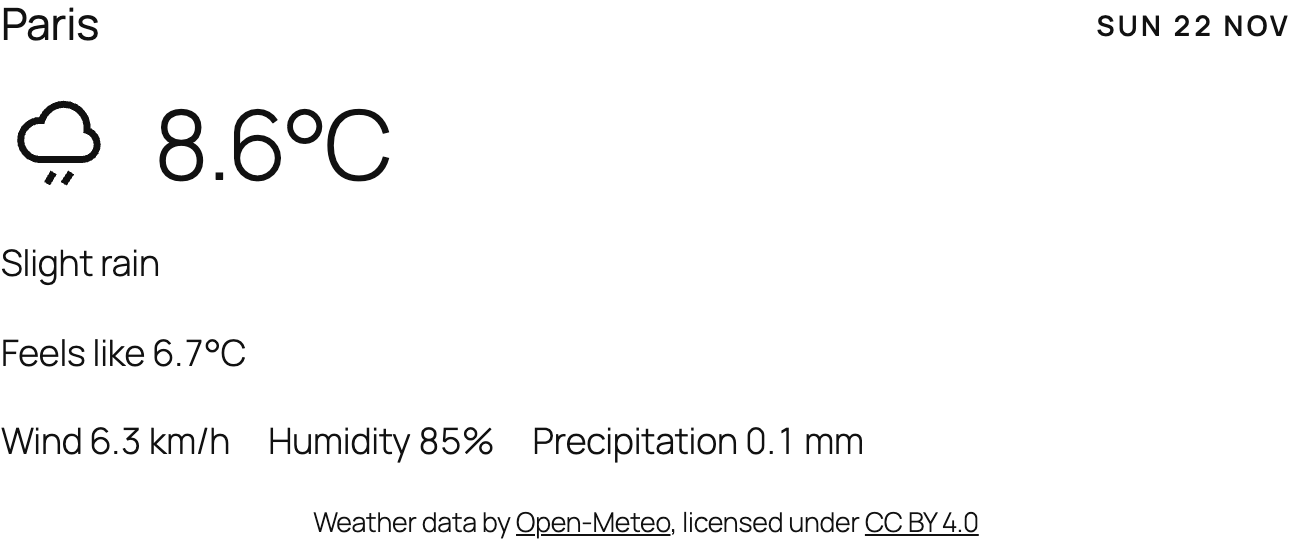 Paris
SUN 22 NOV
8.6°C
Slight rain
Feels like 6.7°C
Wind 6.3 km/h Humidity 85% Precipitation 0.1 mm
Weather data by Open-Meteo, licensed under CC BY 4.0